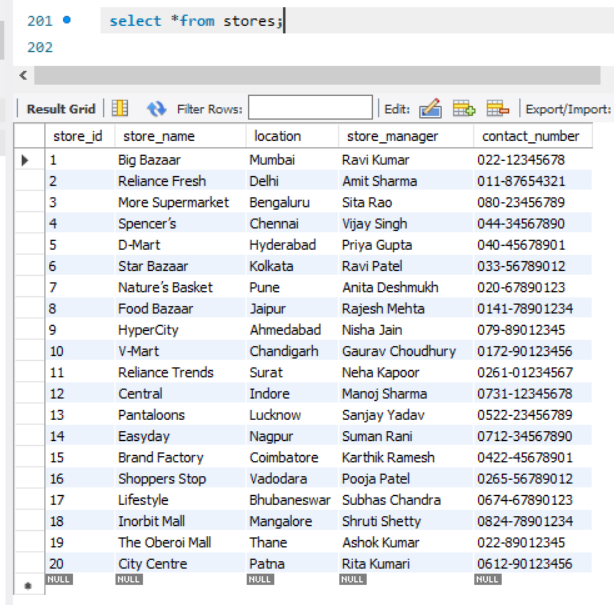 201 select *from stores;
202
Result Grid Filter Rows: Edit: Export/Import:
store_id store_name location store_manager contact_number
1 Big Bazaar Mumbai Ravi Kumar 022-12345678
2 Reliance Fresh Delhi Amit Sharma 011-87654321
3 More Supermarket Bengaluru Sita Rao 080-23456789
4 Spencer’s Chennai Vijay Singh 044-34567890
5 D-Mart Hyderabad Priya Gupta 040-45678901
6 Star Bazaar Kolkata Ravi Patel 033-56789012
7 Nature’s Basket Pune Anita Deshmukh 020-67890123
8 Food Bazaar Jaipur Rajesh Mehta 0141-78901234
9 HyperCity Ahmedabad Nisha Jain 079-89012345
10 V-Mart Chandigarh Gaurav Choudhury 0172-90123456
11 Reliance Trends Surat Neha Kapoor 0261-01234567
12 Central Indore Manoj Sharma 0731-12345678
13 Pantaloons Lucknow Sanjay Yadav 0522-23456789
14 Easyday Nagpur Suman Rani 0712-34567890
15 Brand Factory Coimbatore Karthik Ramesh 0422-45678901
16 Shoppers Stop Vadodara Pooja Patel 0265-56789012
17 Lifestyle Bhubaneswar Subhas Chandra 0674-67890123
18 Inorbit Mall Mangalore Shruti Shetty 0824-78901234
19 The Oberoi Mall Thane Ashok Kumar 022-89012345
20 City Centre Patna Rita Kumari 0612-90123456
NULL NULL NULL NULL NULL